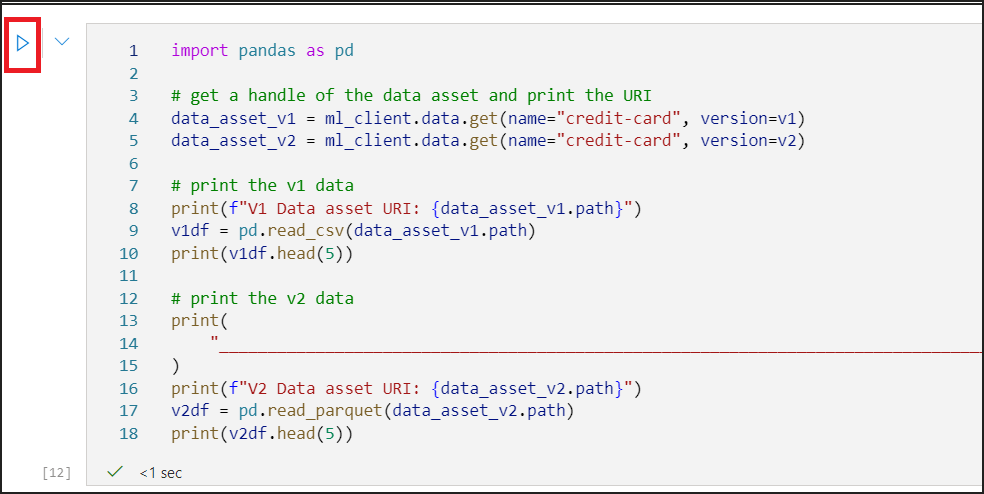 1 import pandas as pd
2
3 # get a handle of the data asset and print the URI
4 data_asset_v1 = ml_client.data.get(name="credit-card", version=v1)
5 data_asset_v2 = ml_client.data.get(name="credit-card", version=v2)
6
7 # print the v1 data
8 print(f"V1 Data asset URI: {data_asset_v1.path}")
9 v1df = pd.read_csv(data_asset_v1.path)
10 print(v1df.head(5))
11
12 # print the v2 data
13 print(
14 "________________________________________________________________________________
15 )
16 print(f"V2 Data asset URI: {data_asset_v2.path}")
17 v2df = pd.read_parquet(data_asset_v2.path)
18 print(v2df.head(5))
[12] <1 sec